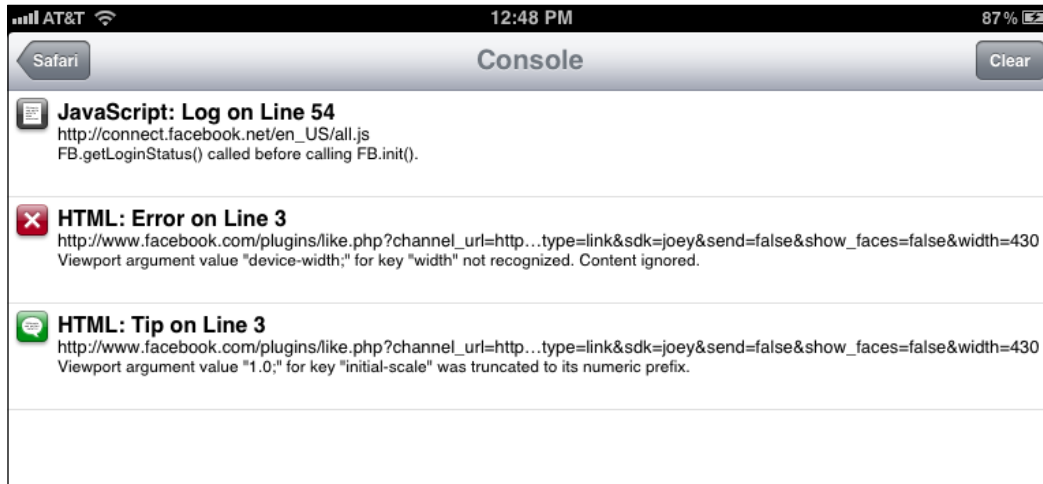 AT&T 12:48 PM 87%
Safari Console Clear
JavaScript: Log on Line 54
http://connect.facebook.net/en_US/all.js
FB.getLoginStatus() called before calling FB.init().
HTML: Error on Line 3
http://www.facebook.com/plugins/like.php?channel_url=http...type=link&sdk=joey&send=false&show_faces=false&width=430
Viewport argument value "device-width;" for key "width" not recognized. Content ignored.
HTML: Tip on Line 3
http://www.facebook.com/plugins/like.php?channel_url=http...type=link&sdk=joey&send=false&show_faces=false&width=430
Viewport argument value "1.0;" for key "initial-scale" was truncated to its numeric prefix.